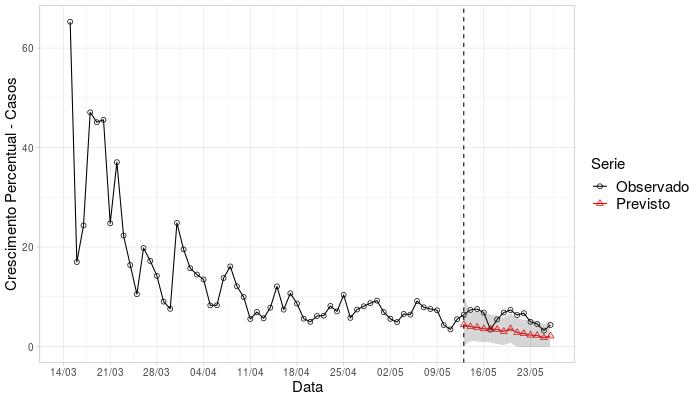 Crescimento Percentual - Casos
60
40
20
0
14/03 21/03 28/03 04/04 11/04 18/04 25/04 02/05 09/05 16/05 23/05
Data
Serie
Observado
Previsto